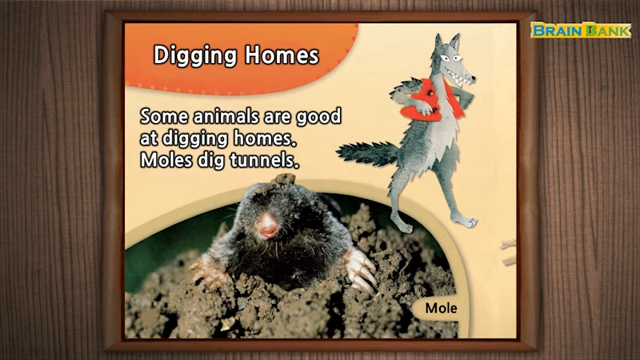 BRAIN BANK
Digging Homes
Some animals are good
at digging homes.
Moles dig tunnels.
Mole